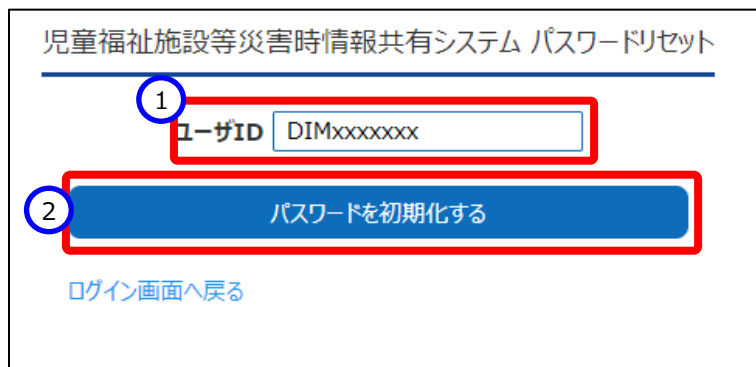 児童福祉施設等災害時情報共有システム パスワードリセット
1
ユーザID DIMxxxxxxx
2 パスワードを初期化する
ログイン画面へ戻る